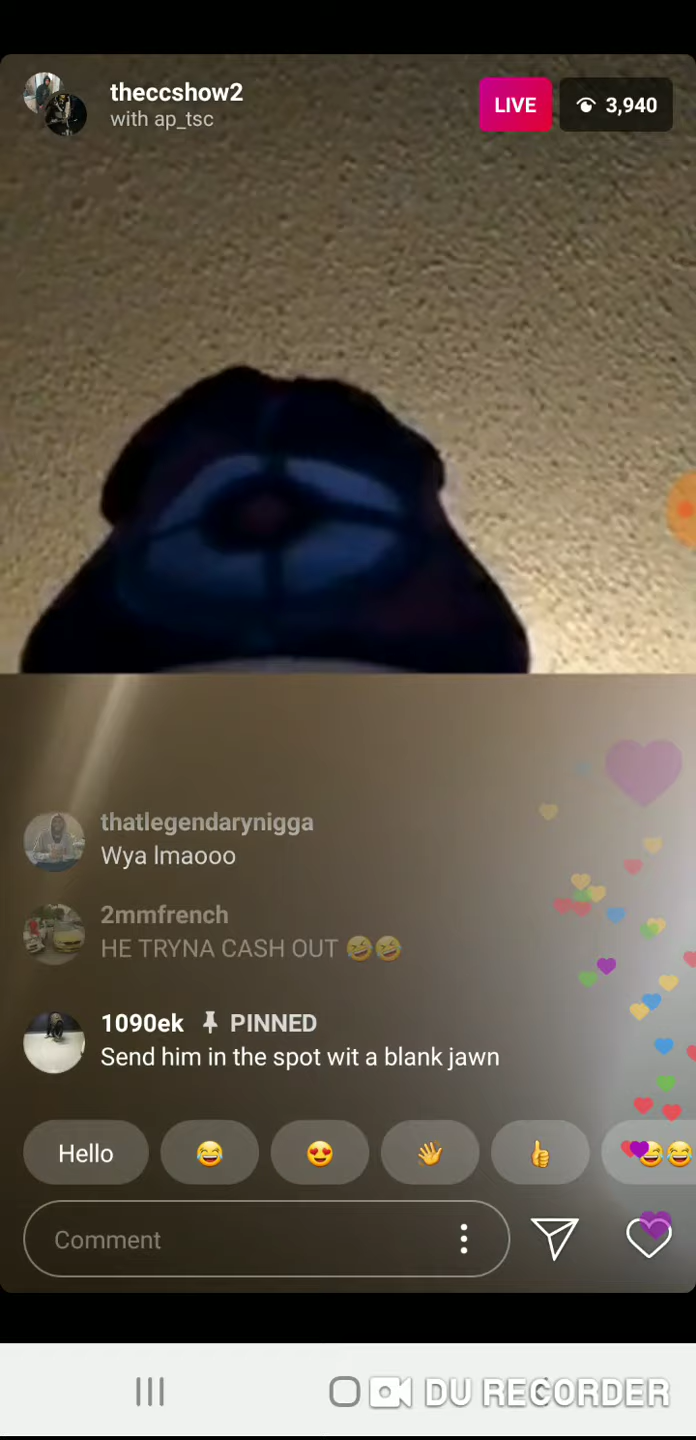 theccshow2
with ap_tsc
LIVE
3,940
thatlegendarynigga
Wya lmaooo
2mmfrench
HE TRYNA CASH OUT 🤣🤣
1090ek PINNED
Send him in the spot wit a blank jawn
Hello
Comment
DU RECORDER